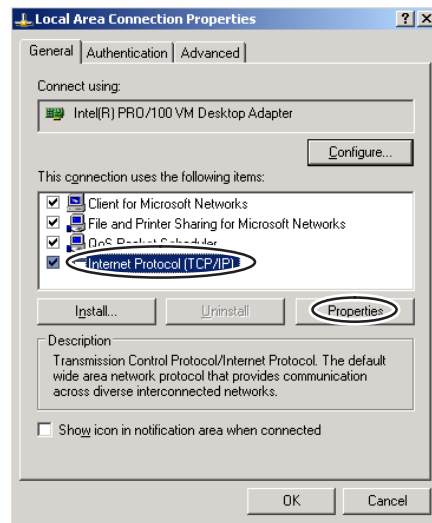 Local Area Connection Properties
General
Authentication
Advanced
Connect using:
Intel(R) PRO/100 VM Desktop Adapter
Configure...
This connection uses the following items:
Client for Microsoft Networks
File and Printer Sharing for Microsoft Networks
QoS Packet Scheduler
Internet Protocol (TCP/IP)
Install...
Uninstall
Properties
Description
Transmission Control Protocol/Internet Protocol. The default
wide area network protocol that provides communication
across diverse interconnected networks.
Show icon in notification area when connected
OK
Cancel